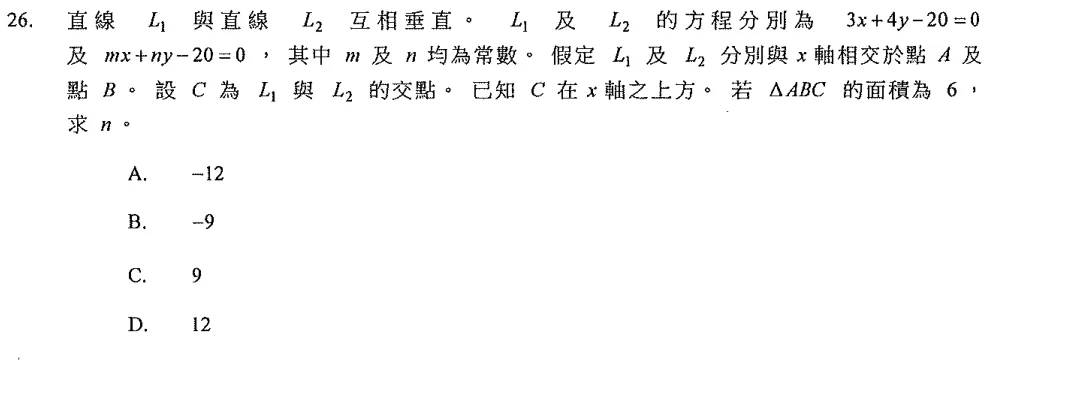 26. 直線 L₁ 與直線 L₂ 互相垂直。 L₁ 及 L₂ 的方程分別為 3x+4y−20=0
及 mx+ny−20=0 , 其中 m 及 n 均為常數。 假定 L₁ 及 L₂ 分別與 x 軸相交於點 A 及
點 B 。 設 C 為 L₁ 與 L₂ 的交點。 已知 C 在 x 軸之上方。 若 ΔABC 的面積為 6 ,
求 n 。
A. −12
B. −9
C. 9
D. 12